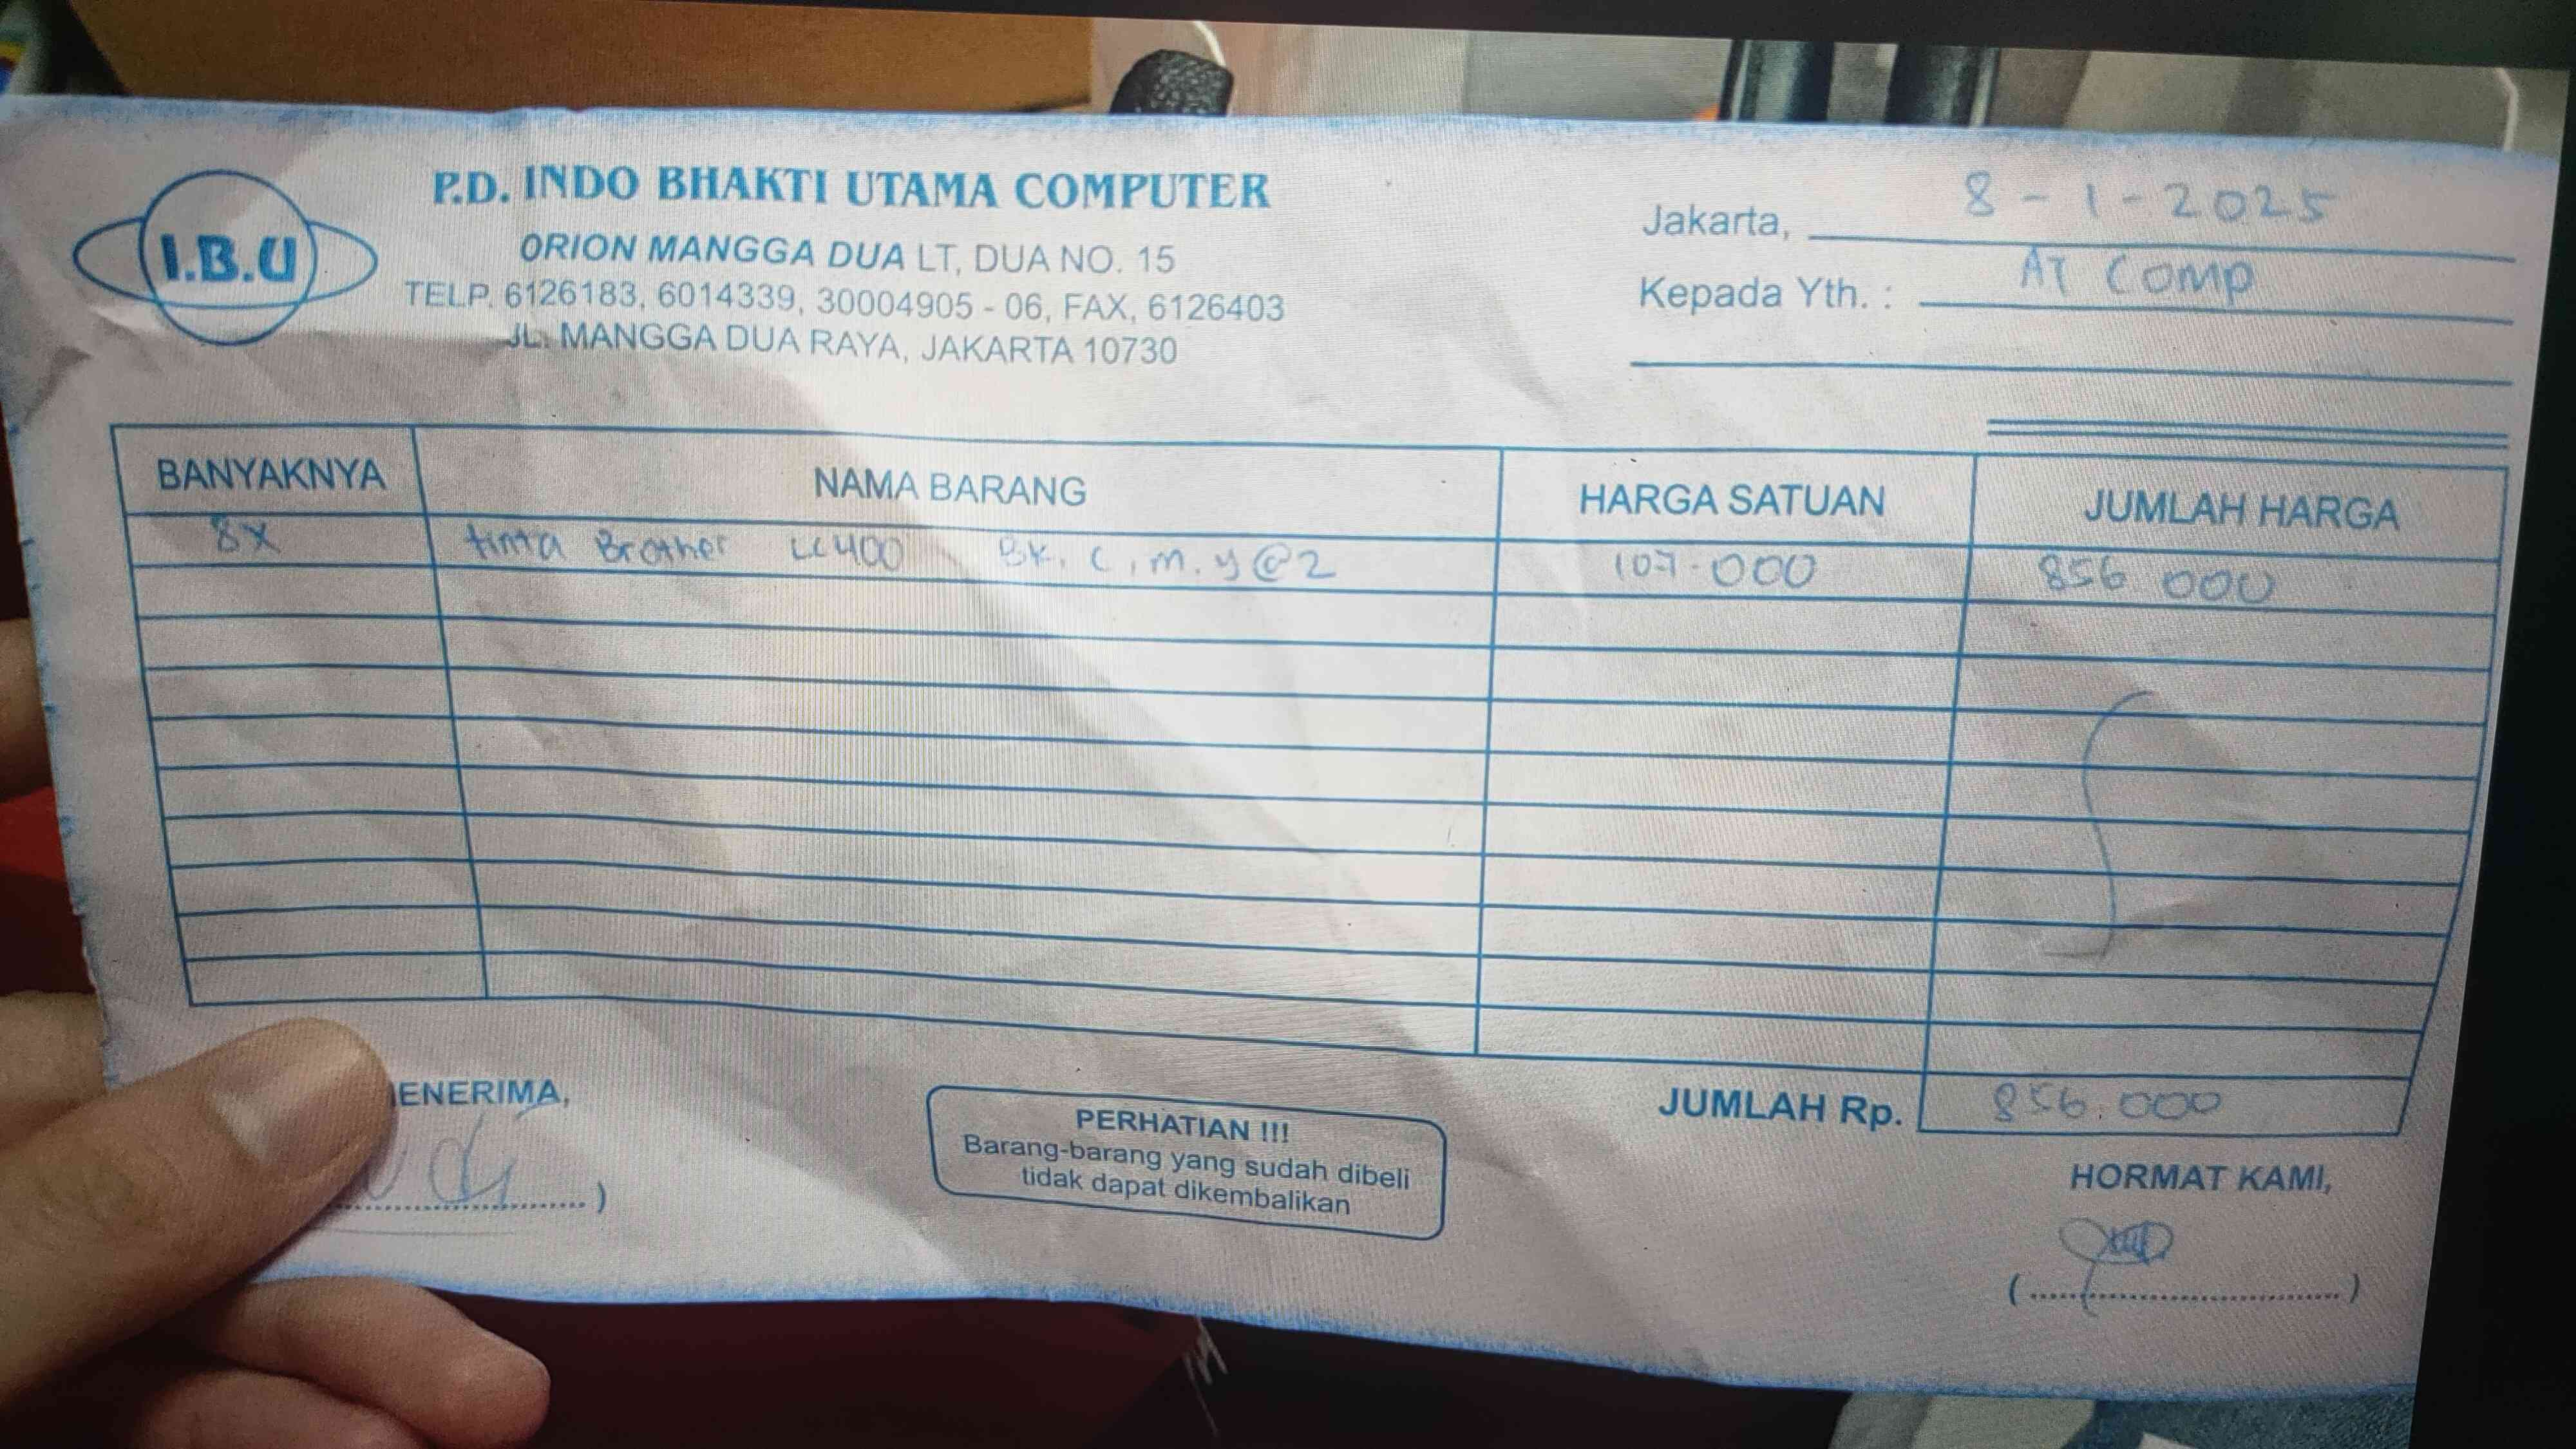 I.B.U
P.D. INDO BHAKTI UTAMA COMPUTER
ORION MANGGA DUA LT, DUA NO. 15
TELP. 6126183, 6014339, 30004905 - 06, FAX, 6126403
JL. MANGGA DUA RAYA, JAKARTA 10730
Jakarta, 8 - 1 - 2025
Kepada Yth. : AT COMP
BANYAKNYA NAMA BARANG HARGA SATUAN JUMLAH HARGA
8X tinta Brother LC400 BK, C, M, Y @2 107.000 856.000
JUMLAH Rp. 856.000
ENERIMA,
PERHATIAN !!!
Barang-barang yang sudah dibeli
tidak dapat dikembalikan
HORMAT KAMI,